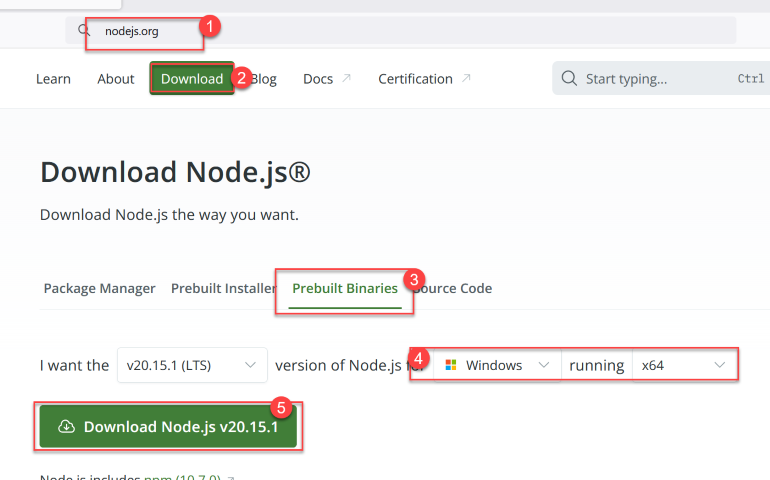 nodejs.org 1
Learn About Download 2 Blog Docs Certification Start typing... Ctrl
Download Node.js®
Download Node.js the way you want.
Package Manager Prebuilt Installer Prebuilt Binaries 3 Source Code
I want the v20.15.1 (LTS) version of Node.js for 4 Windows running x64
5
Download Node.js v20.15.1
Node.js includes npm (10.7.0)